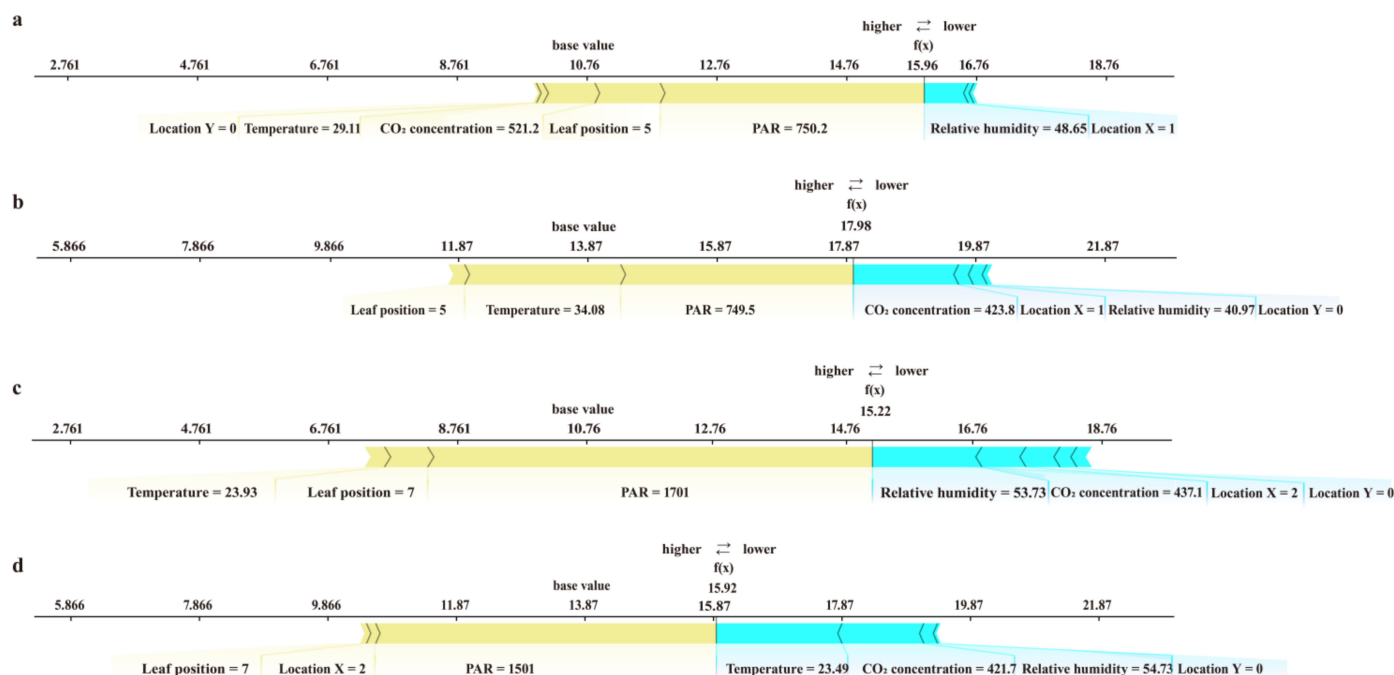 a
higher ⇄ lower
base value
f(x)
2.761 4.761 6.761 8.761 10.76 12.76 14.76 15.96 16.76 18.76
Location Y = 0 Temperature = 29.11 CO₂ concentration = 521.2 Leaf position = 5 PAR = 750.2 Relative humidity = 48.65 Location X = 1
b
higher ⇄ lower
f(x)
base value 17.98
5.866 7.866 9.866 11.87 13.87 15.87 17.87 19.87 21.87
Leaf position = 5 Temperature = 34.08 PAR = 749.5 CO₂ concentration = 423.8 Location X = 1 Relative humidity = 40.97 Location Y = 0
c
higher ⇄ lower
f(x)
base value 15.22
2.761 4.761 6.761 8.761 10.76 12.76 14.76 16.76 18.76
Temperature = 23.93 Leaf position = 7 PAR = 1701 Relative humidity = 53.73 CO₂ concentration = 437.1 Location X = 2 Location Y = 0
d
higher ⇄ lower
f(x)
base value 15.92
5.866 7.866 9.866 11.87 13.87 15.87 17.87 19.87 21.87
Leaf position = 7 Location X = 2 PAR = 1501 Temperature = 23.49 CO₂ concentration = 421.7 Relative humidity = 54.73 Location Y = 0